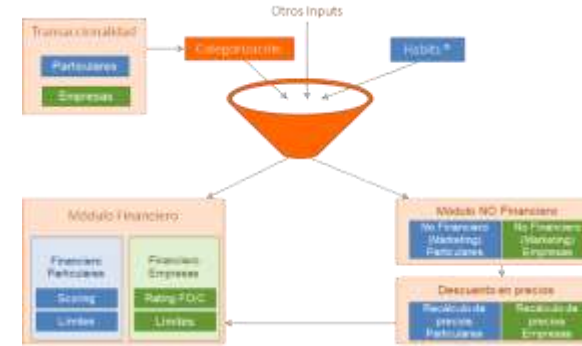 Otros Inputs
Transaccionalidad
Particulares
Empresas
Categorización
Habits *
Módulo Financiero
Financiero
Particulares
Scoring
Límites
Financiero
Empresas
Rating FO/C
Límites
Módulo NO Financiero
No Financiero
(Marketing)
Particulares
No Financiero
(Marketing)
Empresas
Descuento en precios
Recálculo de
precios
Particulares
Recálculo de
precios
Empresas